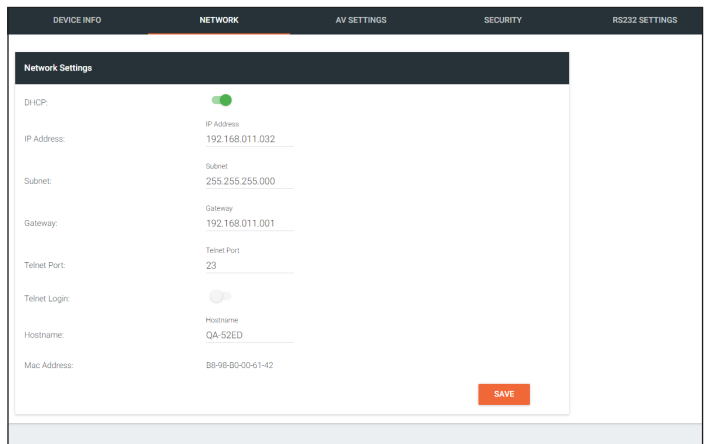 DEVICE INFO NETWORK AV SETTINGS SECURITY RS232 SETTINGS
Network Settings
DHCP:
IP Address
IP Address: 192.168.011.032
Subnet
Subnet: 255.255.255.000
Gateway
Gateway: 192.168.011.001
Telnet Port
Telnet Port: 23
Telnet Login:
Hostname
Hostname: QA-52ED
Mac Address: B8-98-B0-00-61-42
SAVE